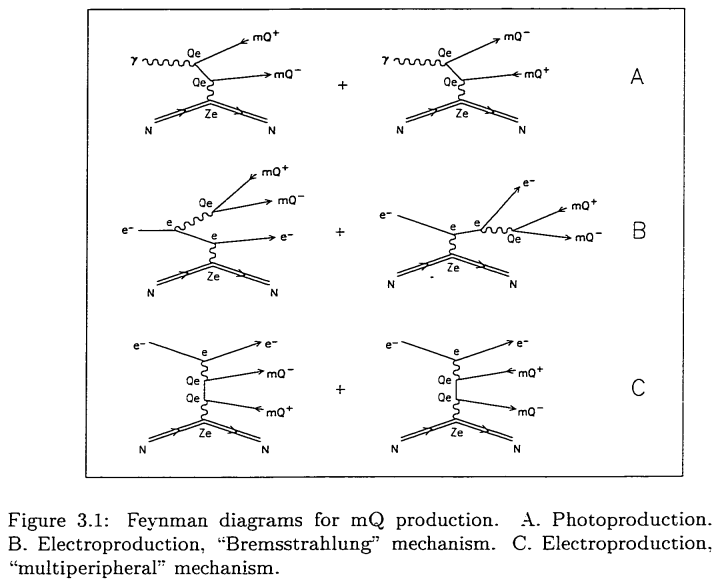 Qe mQ⁺ Qe mQ⁻
γ mQ⁻ γ mQ⁺
Qe + Qe A
Ze Ze
N N N N
mQ⁺ e⁻
Qe mQ⁻ mQ⁺
e⁻ e e⁻ e Qe mQ⁻
e e⁻ + e B
Ze Ze
N N N N
e⁻ e e⁻ e⁻ e e⁻
Qe mQ⁻ Qe mQ⁺
Qe + Qe C
mQ⁺ mQ⁻
Ze Ze
N N N N
Figure 3.1: Feynman diagrams for mQ production. A. Photoproduction.
B. Electroproduction, “Bremsstrahlung” mechanism. C. Electroproduction,
“multiperipheral” mechanism.